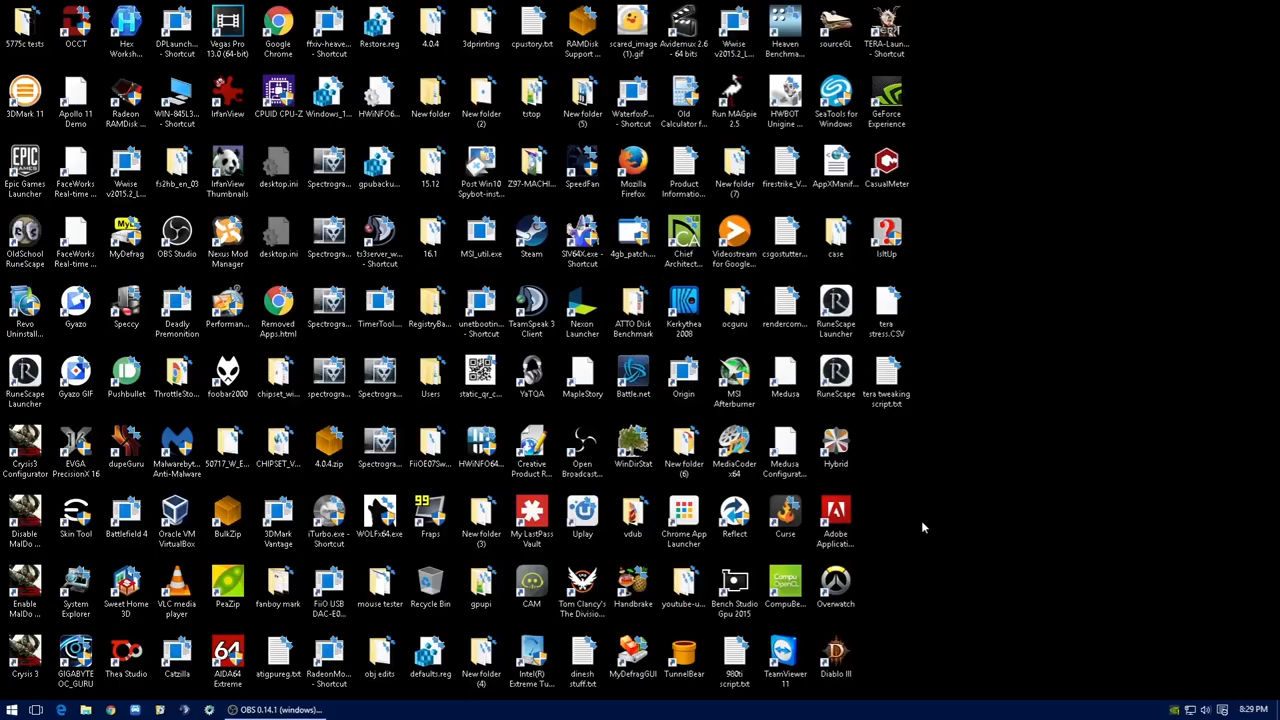 5775c tests
OCCT
Hex
Worksh...
DPLaunch...
- Shortcut
Vegas Pro
13.0 (64-bit)
Google
Chrome
ffxiv-heave...
- Shortcut
Restore.reg
4.0.4
3dprinting
cpustory.txt
RAMDisk
Support ...
scared_image
(1).gif
Avidemux 2.6
- 64 bits
Wwise
v2015.2_L...
Heaven
Benchma...
sourceGL
TERA-Laun...
- Shortcut
3DMark 11
Apollo 11
Demo
Radeon
RAMDisk ...
WIN-845L3...
- Shortcut
IrfanView
CPUID CPU-Z
Windows_1...
HWiNFO6...
New folder
New folder
(2)
tstop
New folder
(5)
WaterfoxP...
- Shortcut
Old
Calculator f...
Run MAGpie
2.5
HWBOT
Unigine ...
SeaTools for
Windows
GeForce
Experience
EPIC
GAMES
Epic Games
Launcher
FaceWorks
Real-time ...
Wwise
v2015.2_L...
fs2hb_en_03
IrfanView
Thumbnails
desktop.ini
Spectrogra...
gpubacku...
15.12
Post Win10
Spybot-inst...
Z97-MACHI...
SpeedFan
Mozilla
Firefox
Product
Informatio...
New folder
(7)
firestrike_V...
AppXManif...
CasualMeter
OldSchool
RuneScape
FaceWorks
Real-time ...
MyL
MyDefrag
OBS Studio
Nexus Mod
Manager
desktop.ini
Spectrogra...
ts3server_w...
- Shortcut
16.1
MSI_util.exe
Steam
SIV64X.exe -
Shortcut
4gb_patch....
CA
Chief
Architect...
Videostream
for Google...
csgostutter...
case
IsItUp
Revo
Uninstall...
Gyazo
Speccy
Deadly
Premonition
Performan...
Removed
Apps.html
Spectrogra...
TimerTool....
RegistryBa...
unetbootin...
- Shortcut
TeamSpeak 3
Client
Nexon
Launcher
ATTO Disk
Benchmark
Kerkythea
2008
ocguru
rendercom...
RuneScape
Launcher
tera
stress.CSV
RuneScape
Launcher
Gyazo GIF
Pushbullet
ThrottleSto...
foobar2000
chipset_wi...
spectrogra...
Spectrogra...
Users
static_qr_c...
YaTQA
MapleStory
Battle.net
Origin
MSI
Afterburner
Medusa
RuneScape
tera tweaking
script.txt
Crysis3
Configurator
EVGA
PrecisionX 16
dupeGuru
Malwarebyt...
Anti-Malware
50717_W_E...
CHIPSET_V...
4.0.4.zip
Spectrogra...
FiiOE07Sw...
HWiNFO64...
Creative
Product R...
Open
Broadcast...
WinDirStat
New folder
(6)
MediaCoder
x64
Medusa
Configurat...
Hybrid
Disable
MalDo ...
Skin Tool
Battlefield 4
Oracle VM
VirtualBox
BulkZip
3DMark
Vantage
iTurbo.exe -
Shortcut
WOLFx64.exe
99
Fraps
New folder
(3)
My LastPass
Vault
Uplay
vdub
Chrome App
Launcher
Reflect
Curse
Adobe
Applicati...
Enable
MalDo ...
System
Explorer
Sweet Home
3D
VLC media
player
PeaZip
fanboy mark
FiiO USB
DAC-E0...
mouse tester
Recycle Bin
gpupi
CAM
Tom Clancy's
The Divisio...
Handbrake
youtube-u...
Bench Studio
Gpu 2015
Compu
OpenCL
CompuBe...
Overwatch
Crysis 3
GIGABYTE
OC_GURU
Thea Studio
Catzilla
64
AIDA64
Extreme
atigpureg.txt
RadeonMo...
- Shortcut
obj edits
defaults.reg
New folder
(4)
Intel(R)
Extreme Tu...
dinesh
stuff.txt
MyDefragGUI
TunnelBear
980ti
script.txt
TeamViewer
11
Diablo III
OBS 0.14.1 (windows)...
8:29 PM